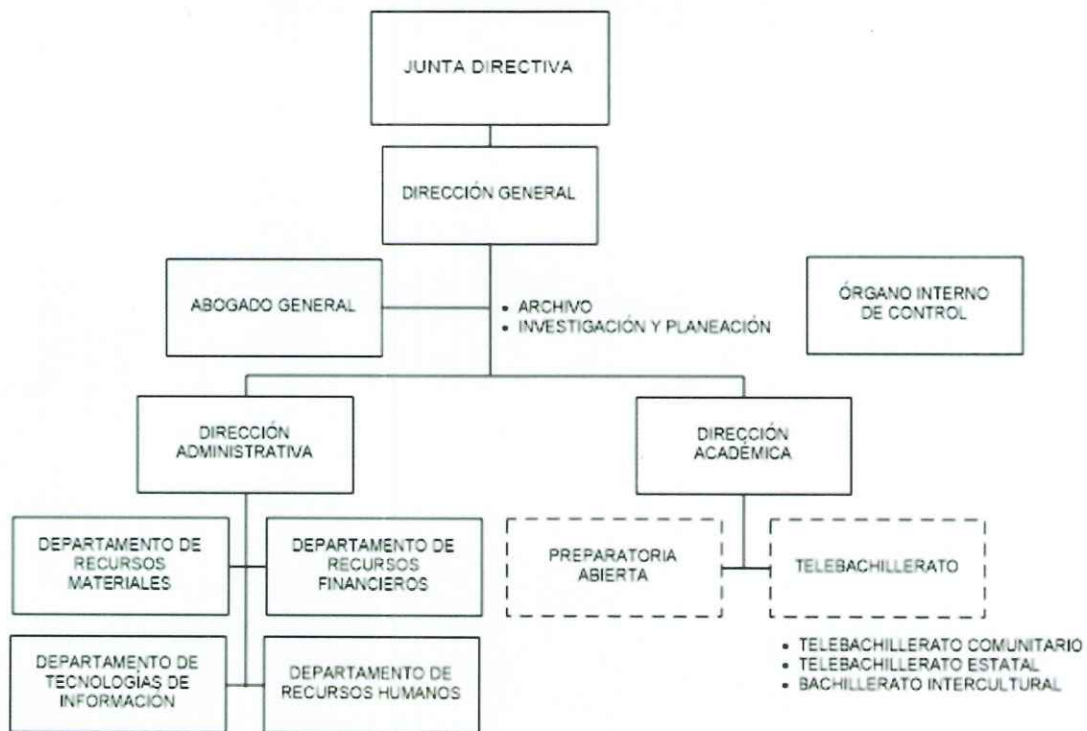 JUNTA DIRECTIVA
DIRECCIÓN GENERAL
ABOGADO GENERAL
• ARCHIVO
• INVESTIGACIÓN Y PLANEACIÓN
ÓRGANO INTERNO
DE CONTROL
DIRECCIÓN
ADMINISTRATIVA
DIRECCIÓN
ACADÉMICA
DEPARTAMENTO DE
RECURSOS
MATERIALES
DEPARTAMENTO DE
RECURSOS
FINANCIEROS
PREPARATORIA
ABIERTA
TELEBACHILLERATO
DEPARTAMENTO DE
TECNOLOGÍAS DE
INFORMACIÓN
DEPARTAMENTO DE
RECURSOS HUMANOS
• TELEBACHILLERATO COMUNITARIO
• TELEBACHILLERATO ESTATAL
• BACHILLERATO INTERCULTURAL